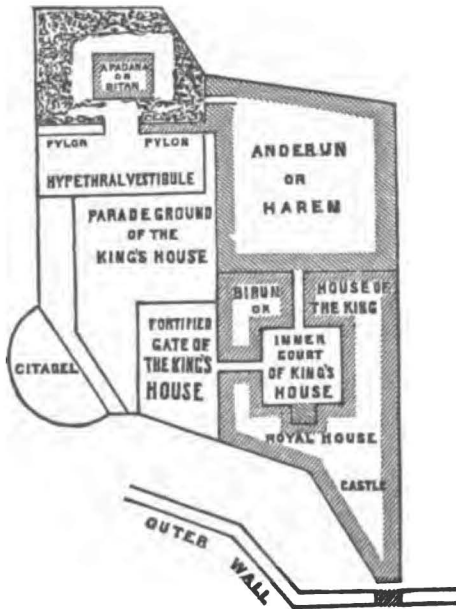 APADANA
OR
BITAN
PYLON PYLON
HYPETHRAL VESTIBULE
PARADE GROUND
OF THE
KING'S HOUSE
ANDERUN
OR
HAREM
BIRUN
OR
HOUSE OF
THE KING
FORTIFIED
GATE OF
THE KING'S
HOUSE
INNER
COURT
OF KING'S
HOUSE
CITADEL
ROYAL HOUSE
CASTLE
OUTER
WALL